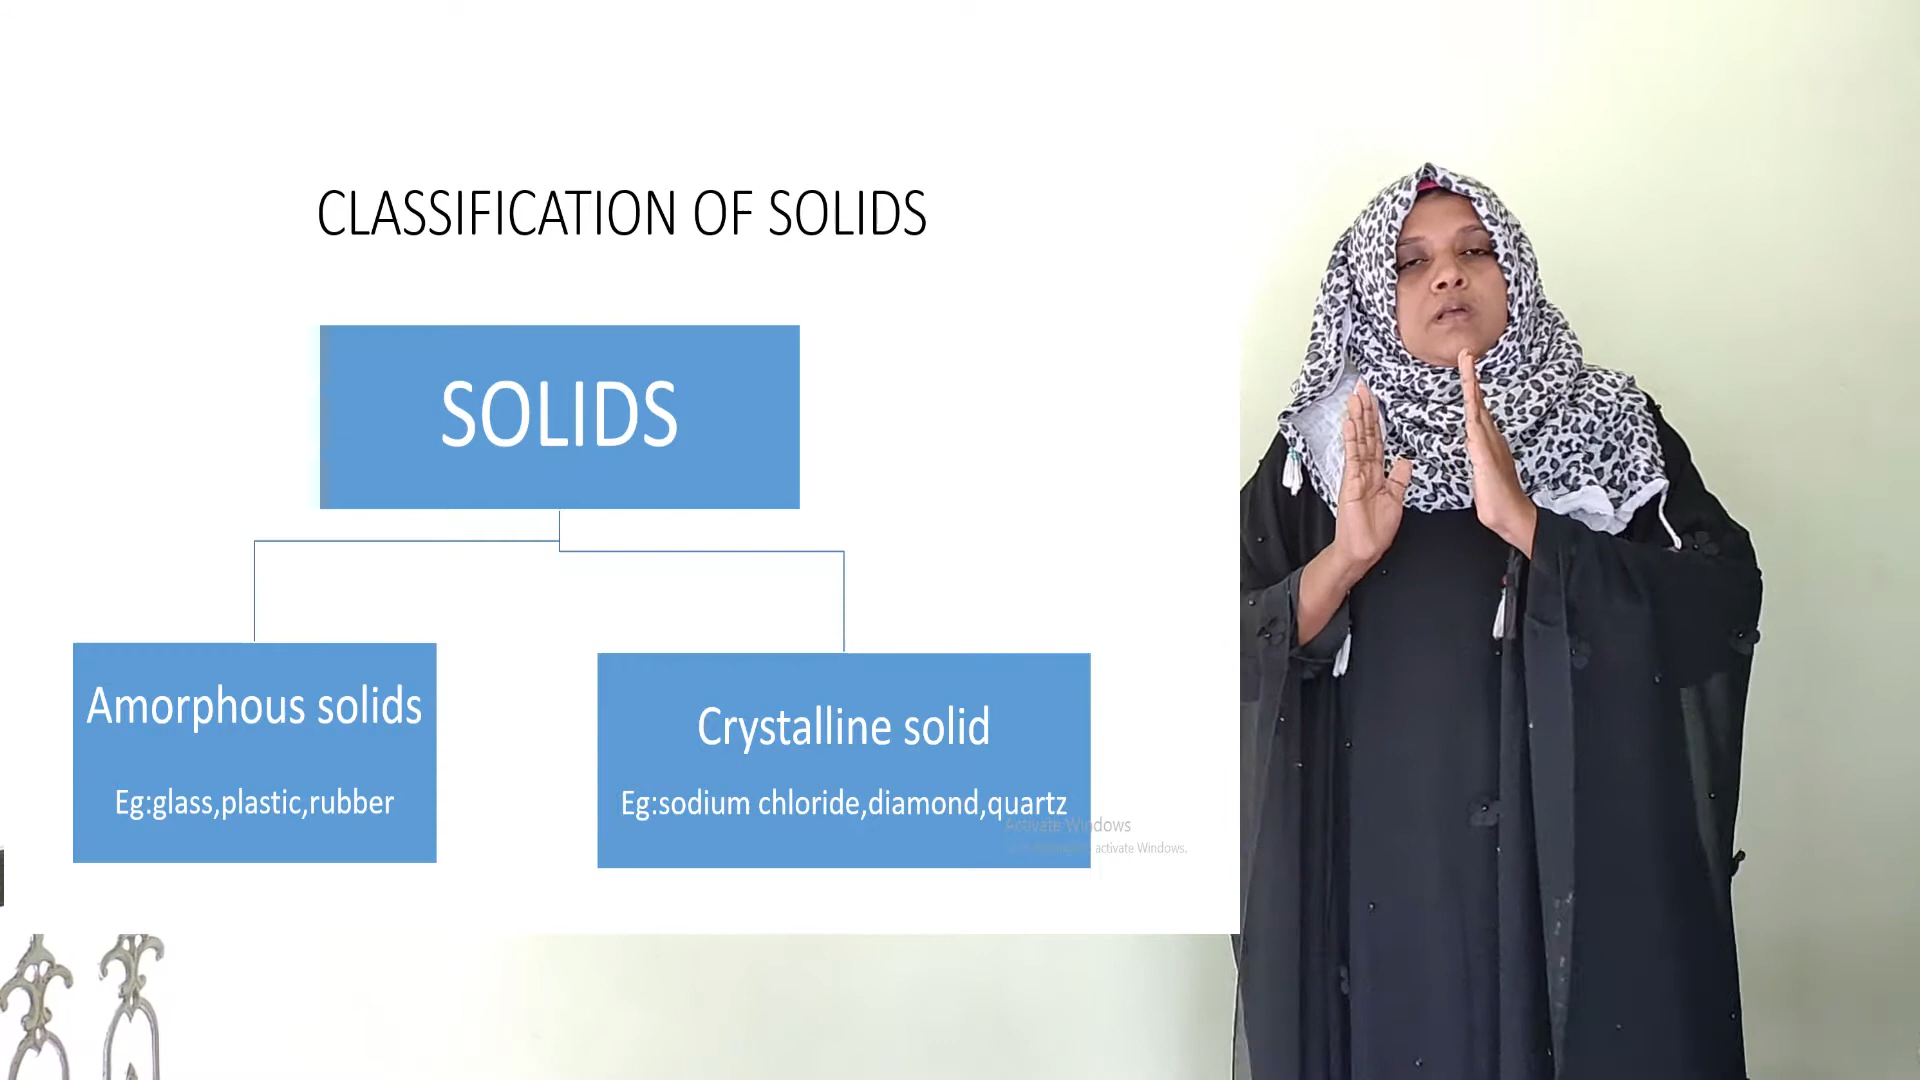 CLASSIFICATION OF SOLIDS
SOLIDS
Amorphous solids
Eg:glass,plastic,rubber
Crystalline solid
Eg:sodium chloride,diamond,quartz
Activate Windows
activate Windows.